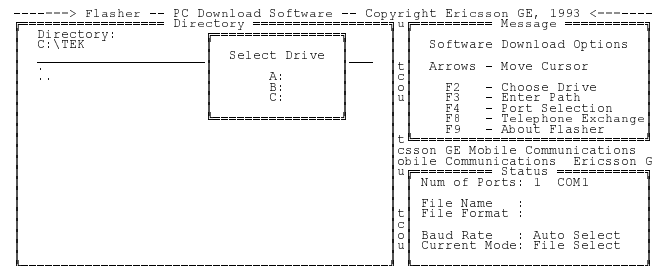 -------> Flasher -- PC Download Software -- Copyright Ericsson GE, 1993 <-------
Directory
Directory:
C:\TEK
.
..
Select Drive
A:
B:
C:
u
t
c
o
u
t
Message
Software Download Options
Arrows - Move Cursor
F2 - Choose Drive
F3 - Enter Path
F4 - Port Selection
F8 - Telephone Exchange
F9 - About Flasher
csson GE Mobile Communications
obile Communications Ericsson G
u
t
c
o
u
Status
Num of Ports: 1 COM1
File Name :
File Format :
Baud Rate : Auto Select
Current Mode: File Select